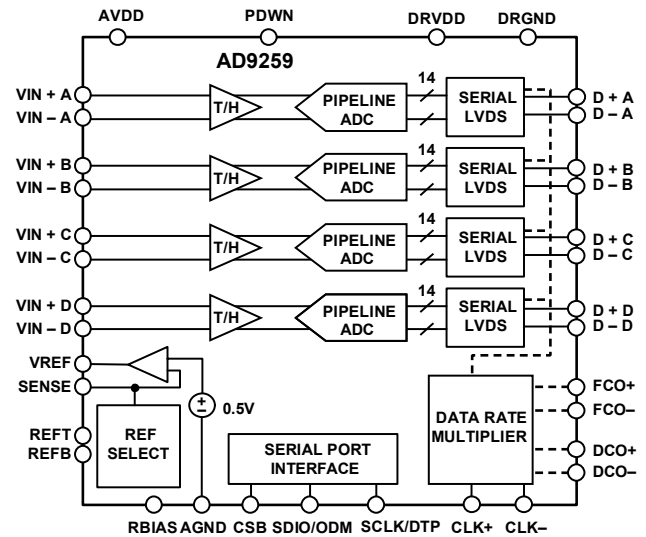 AVDD PDWN DRVDD DRGND
AD9259
VIN + A
VIN – A
T/H
PIPELINE
ADC
14
SERIAL
LVDS
D + A
D – A
VIN + B
VIN – B
T/H
PIPELINE
ADC
14
SERIAL
LVDS
D + B
D – B
VIN + C
VIN – C
T/H
PIPELINE
ADC
14
SERIAL
LVDS
D + C
D – C
VIN + D
VIN – D
T/H
PIPELINE
ADC
14
SERIAL
LVDS
D + D
D – D
VREF
SENSE
+
–
0.5V
REFT
REFB
REF
SELECT
SERIAL PORT
INTERFACE
DATA RATE
MULTIPLIER
FCO+
FCO–
DCO+
DCO–
RBIAS AGND CSB SDIO/ODM SCLK/DTP CLK+ CLK–